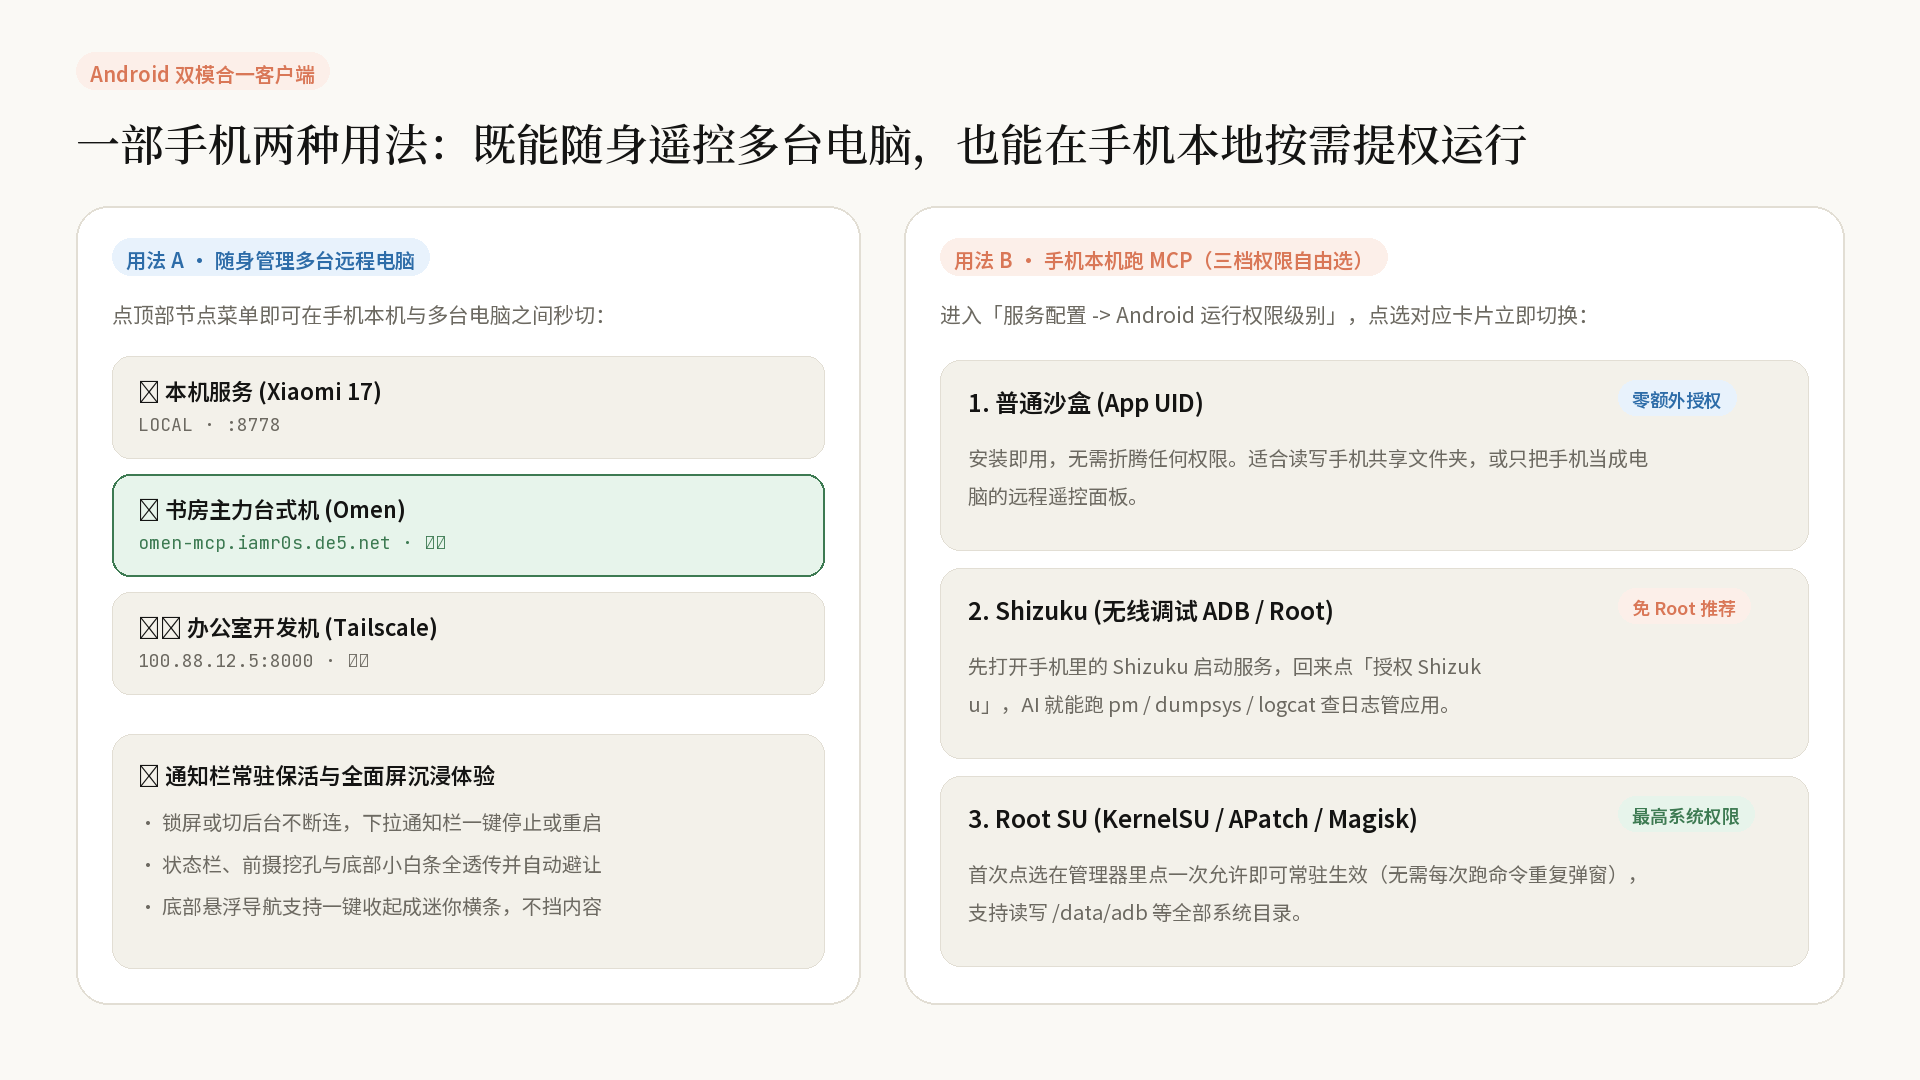 Android 双模合一客户端
一部手机两种用法：既能随身遥控多台电脑，也能在手机本地按需提权运行
用法 A · 随身管理多台远程电脑
点顶部节点菜单即可在手机本机与多台电脑之间秒切：
本机服务 (Xiaomi 17)
LOCAL · :8778
书房主力台式机 (Omen)
omen-mcp.iamr0s.de5.net ·
办公室开发机 (Tailscale)
100.88.12.5:8000 ·
通知栏常驻保活与全面屏沉浸体验
· 锁屏或切后台不断连，下拉通知栏一键停止或重启
· 状态栏、前摄挖孔与底部小白条全透传并自动避让
· 底部悬浮导航支持一键收起成迷你横条，不挡内容
用法 B · 手机本机跑 MCP（三档权限自由选）
进入「服务配置 -> Android 运行权限级别」，点选对应卡片立即切换：
1. 普通沙盒 (App UID)
零额外授权
安装即用，无需折腾任何权限。适合读写手机共享文件夹，或只把手机当成电
脑的远程遥控面板。
2. Shizuku (无线调试 ADB / Root)
免 Root 推荐
先打开手机里的 Shizuku 启动服务，回来点「授权 Shizuk
u」，AI 就能跑 pm / dumpsys / logcat 查日志管应用。
3. Root SU (KernelSU / APatch / Magisk)
最高系统权限
首次点选在管理器里点一次允许即可常驻生效（无需每次跑命令重复弹窗），
支持读写 /data/adb 等全部系统目录。